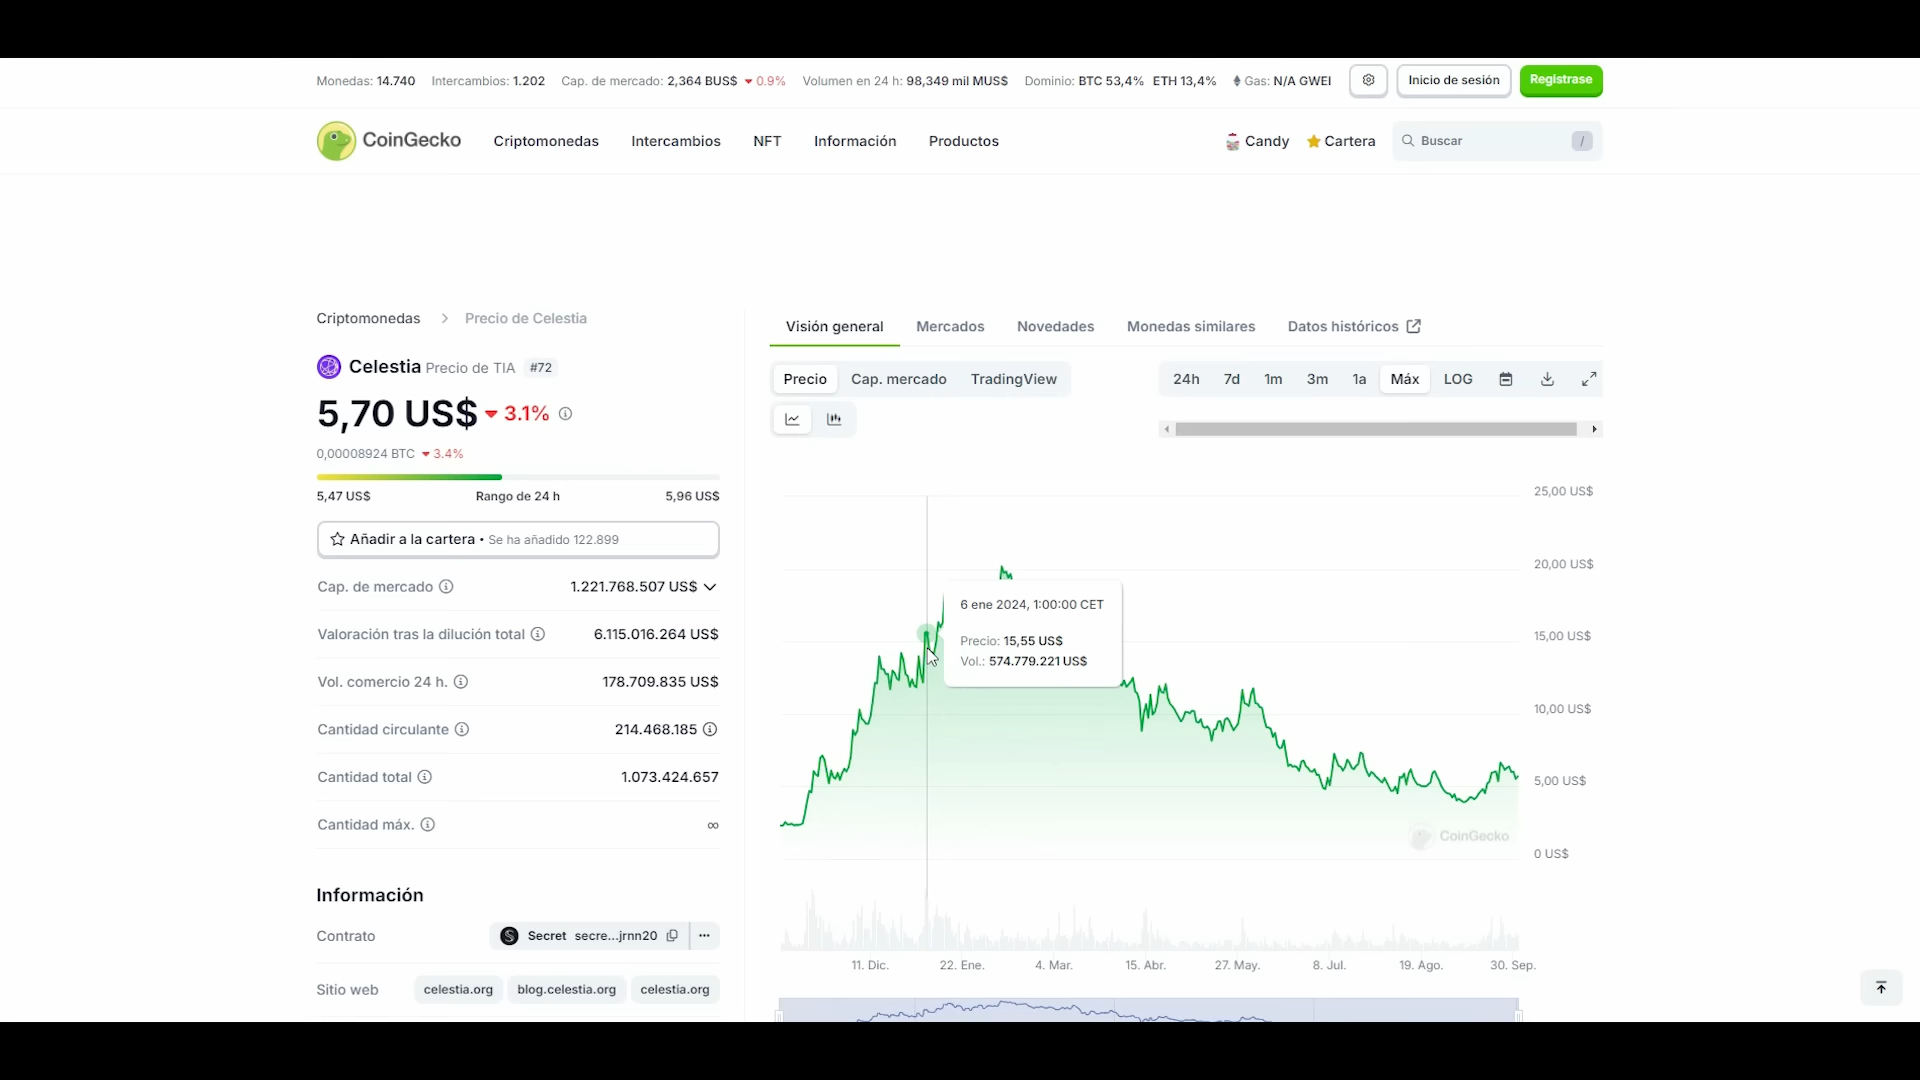 Monedas: 14.740 Intercambios: 1.202 Cap. de mercado: 2,364 BUS$ 0.9% Volumen en 24 h: 98,349 mil MUS$ Dominio: BTC 53,4% ETH 13,4% Gas: N/A GWEI Inicio de sesión Regístrase
CoinGecko Criptomonedas Intercambios NFT Información Productos Candy Cartera Buscar /
Criptomonedas > Precio de Celestia
Celestia Precio de TIA #72
5,70 US$ 3.1%
0,00008924 BTC 3.4%
5,47 US$ Rango de 24 h 5,96 US$
Añadir a la cartera • Se ha añadido 122.899
Cap. de mercado 1.221.768.507 US$
Valoración tras la dilución total 6.115.016.264 US$
Vol. comercio 24 h. 178.709.835 US$
Cantidad circulante 214.468.185
Cantidad total 1.073.424.657
Cantidad máx. ∞
Información
Contrato Secret secre...jrnn20 ...
Sitio web celestia.org blog.celestia.org celestia.org
Visión general Mercados Novedades Monedas similares Datos históricos
Precio Cap. mercado TradingView 24h 7d 1m 3m 1a Máx LOG
25,00 US$
20,00 US$
6 ene 2024, 1:00:00 CET
Precio: 15,55 US$
Vol.: 574.779.221 US$
15,00 US$
10,00 US$
5,00 US$
CoinGecko
0 US$
11. Dic. 22. Ene. 4. Mar. 15. Abr. 27. May. 8. Jul. 19. Ago. 30. Sep.